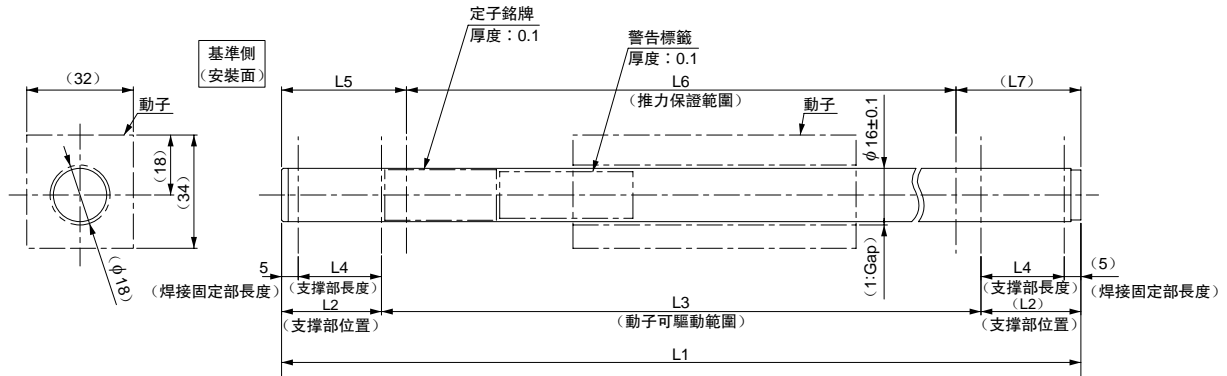 定子銘牌
厚度：0.1
警告標籤
厚度：0.1
基準側
（安裝面）
（32）
動子
（18）
（34）
（ϕ18）
L5
L6
（推力保證範圍）
（L7）
動子
ϕ16±0.1
（1:Gap）
5
（焊接固定部長度）
L4
（支撐部長度）
L2
（支撐部位置）
L3
（動子可驅動範圍）
L4
（支撐部長度）
（L2）
（支撐部位置）
（5）
（焊接固定部長度）
L1